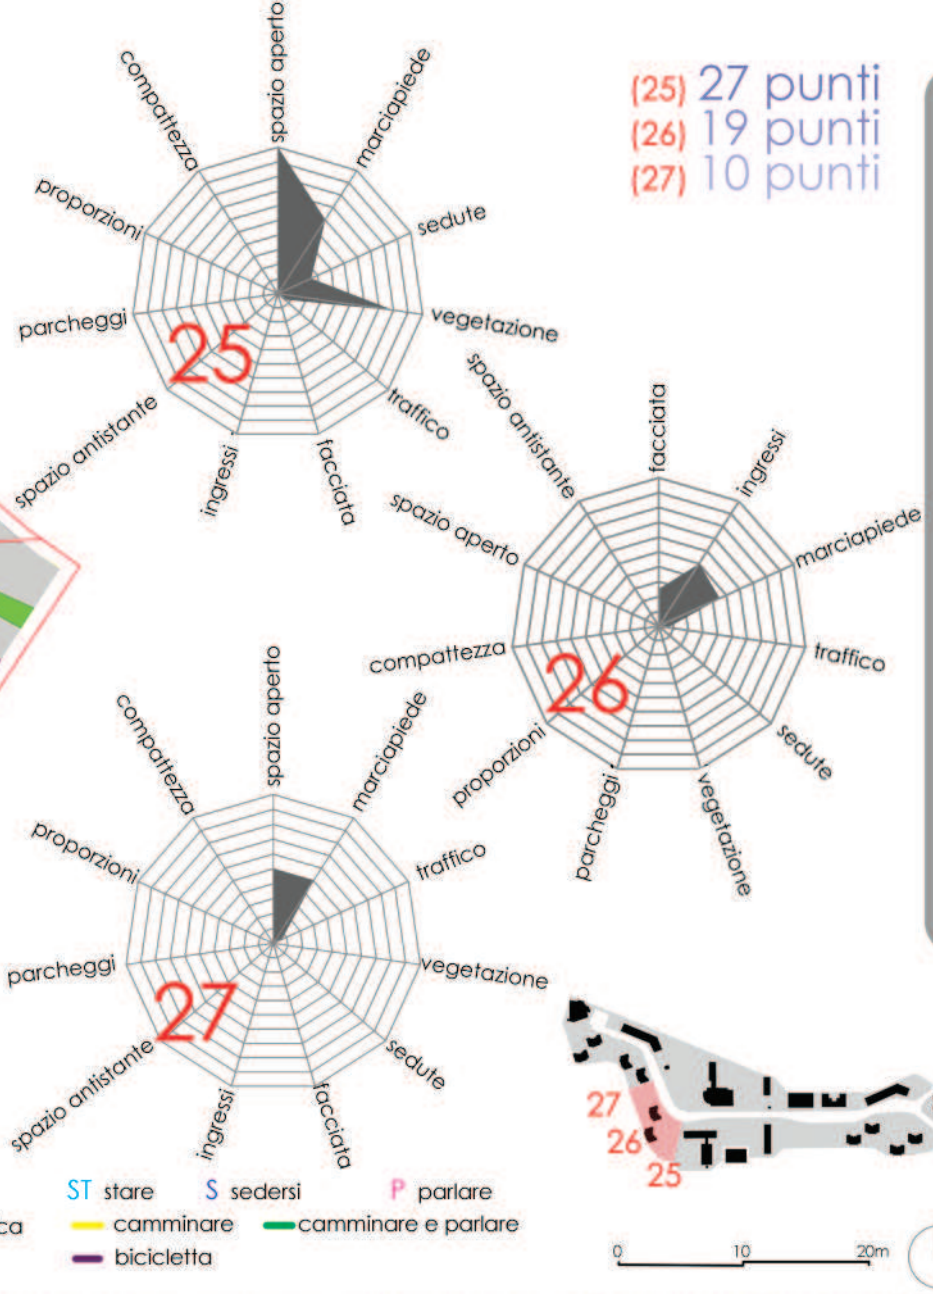 (25) 27 punti
(26) 19 punti
(27) 10 punti
spazio aperto
marciapiede
sedute
vegetazione
traffico
facciata
ingressi
spazio antistante
parcheggi
proporzioni
compattezza
25
facciata
ingressi
marciapiede
traffico
sedute
vegetazione
parcheggi
proporzioni
compattezza
spazio aperto
spazio antistante
26
spazio aperto
marciapiede
traffico
vegetazione
sedute
facciata
ingressi
spazio antistante
parcheggi
proporzioni
compattezza
27
27
26
25
ST stare S sedersi P parlare
ca camminare camminare e parlare
bicicletta
0 10 20m